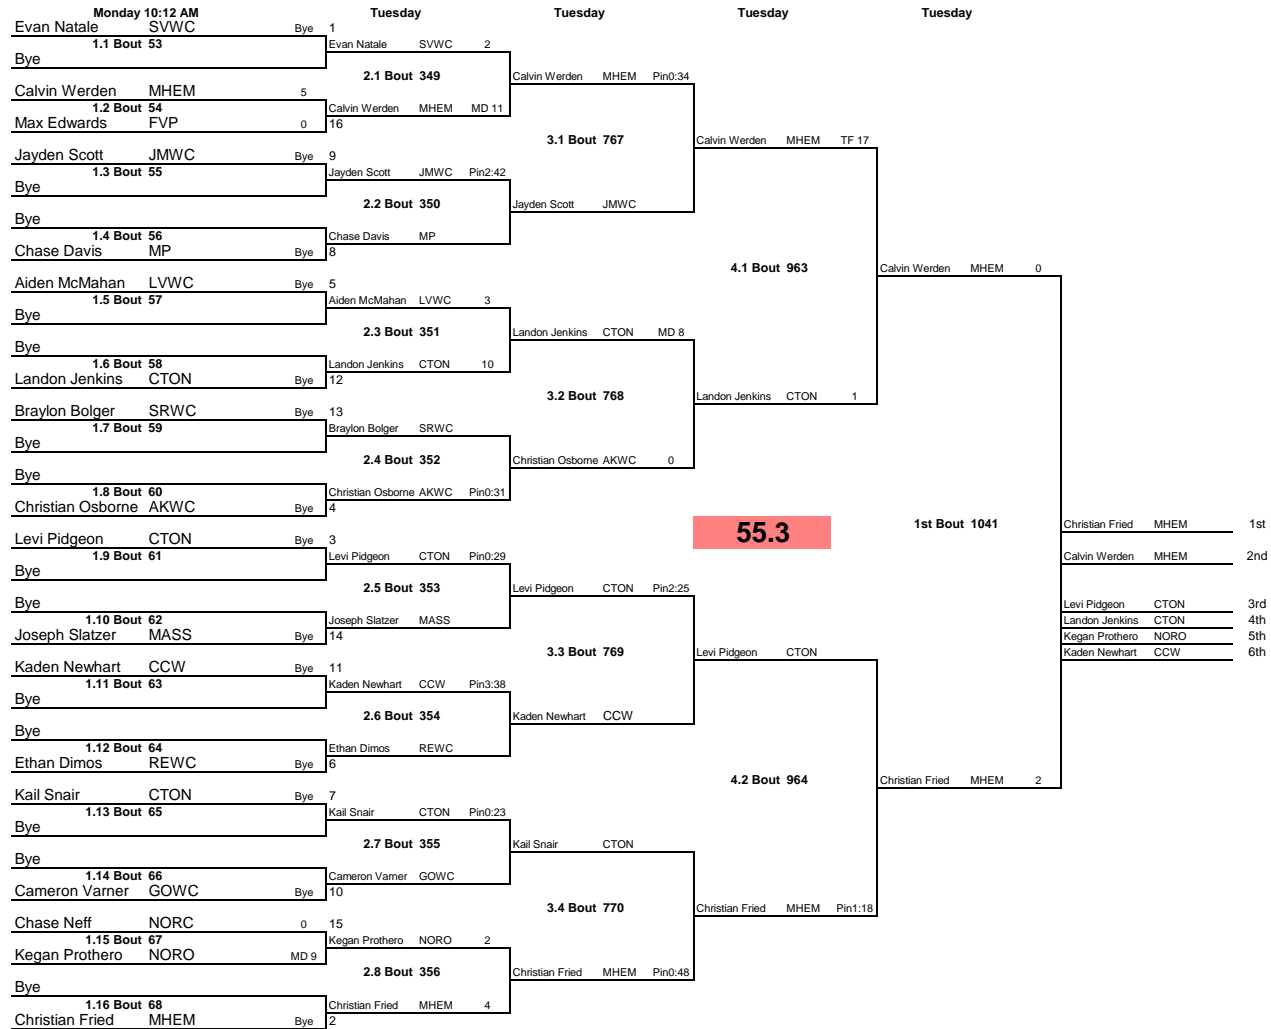 Monday 10:12 AM Tuesday Tuesday Tuesday Tuesday
Evan Natale SVWC Bye 1
1.1 Bout 53
Evan Natale SVWC 2
Bye
2.1 Bout 349
Calvin Werden MHEM Pin0:34
Calvin Werden MHEM 5
1.2 Bout 54
Calvin Werden MHEM MD 11
Max Edwards FVP 0 16
3.1 Bout 767
Calvin Werden MHEM TF 17
Jayden Scott JMWC Bye 9
1.3 Bout 55
Jayden Scott JMWC Pin2:42
Bye
2.2 Bout 350
Jayden Scott JMWC
Bye
1.4 Bout 56
Chase Davis MP
Chase Davis MP Bye 8
4.1 Bout 963
Calvin Werden MHEM 0
Aiden McMahan LVWC Bye 5
1.5 Bout 57
Aiden McMahan LVWC 3
Bye
2.3 Bout 351
Landon Jenkins CTON MD 8
Bye
1.6 Bout 58
Landon Jenkins CTON 10
Landon Jenkins CTON Bye 12
3.2 Bout 768
Landon Jenkins CTON 1
Braylon Bolger SRWC Bye 13
1.7 Bout 59
Braylon Bolger SRWC
Bye
2.4 Bout 352
Christian Osborne AKWC 0
Bye
1.8 Bout 60
Christian Osborne AKWC Pin0:31
Christian Osborne AKWC Bye 4
1st Bout 1041
Christian Fried MHEM 1st
55.3
Levi Pidgeon CTON Bye 3
1.9 Bout 61
Levi Pidgeon CTON Pin0:29
Calvin Werden MHEM 2nd
Bye
2.5 Bout 353
Levi Pidgeon CTON Pin2:25
Bye
Levi Pidgeon CTON 3rd
1.10 Bout 62
Joseph Slatzer MASS
Landon Jenkins CTON 4th
Joseph Slatzer MASS Bye 14
Kegan Prothero NORO 5th
3.3 Bout 769
Levi Pidgeon CTON
Kaden Newhart CCW 6th
Kaden Newhart CCW Bye 11
1.11 Bout 63
Kaden Newhart CCW Pin3:38
Bye
2.6 Bout 354
Kaden Newhart CCW
Bye
1.12 Bout 64
Ethan Dimos REWC
Ethan Dimos REWC Bye 6
4.2 Bout 964
Christian Fried MHEM 2
Kail Snair CTON Bye 7
1.13 Bout 65
Kail Snair CTON Pin0:23
Bye
2.7 Bout 355
Kail Snair CTON
Bye
1.14 Bout 66
Cameron Varner GOWC
Cameron Varner GOWC Bye 10
3.4 Bout 770
Christian Fried MHEM Pin1:18
Chase Neff NORC 0 15
1.15 Bout 67
Kegan Prothero NORO 2
Kegan Prothero NORO MD 9
2.8 Bout 356
Christian Fried MHEM Pin0:48
Bye
1.16 Bout 68
Christian Fried MHEM 4
Christian Fried MHEM Bye 2